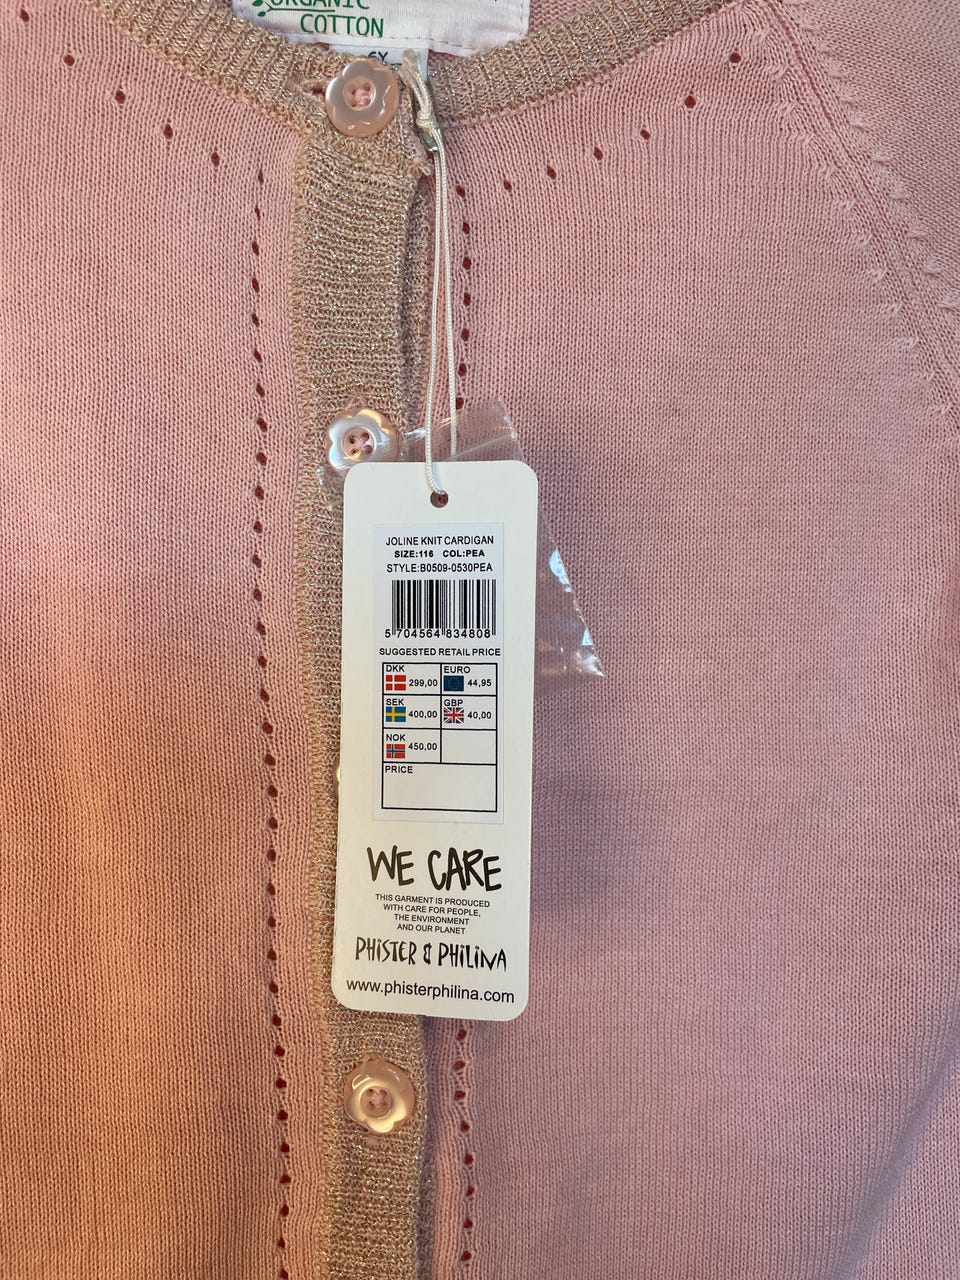 ORGANIC
COTTON
6Y
JOLINE KNIT CARDIGAN
SIZE:116 COL:PEA
STYLE:B0509-0530PEA
5 704564 834808
SUGGESTED RETAIL PRICE
DKK 299,00 EURO 44,95
SEK 400,00 GBP 40,00
NOK 450,00
PRICE
WE CARE
THIS GARMENT IS PRODUCED
WITH CARE FOR PEOPLE,
THE ENVIRONMENT
AND OUR PLANET
PHiSTER & PHiLiNA
www.phisterphilina.com